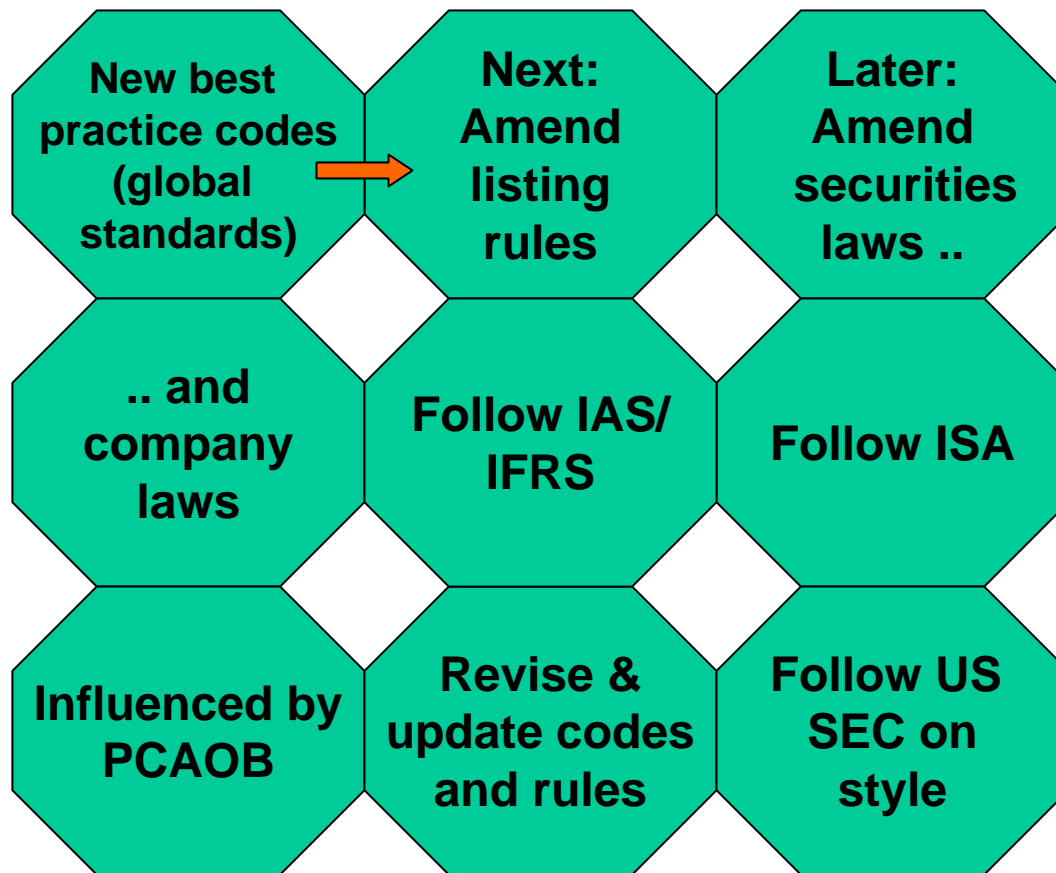 New best
practice codes
(global
standards)
Next:
Amend
listing
rules
Later:
Amend
securities
laws ..
.. and
company
laws
Follow IAS/
IFRS
Follow ISA
Influenced by
PCAOB
Revise &
update codes
and rules
Follow US
SEC on
style